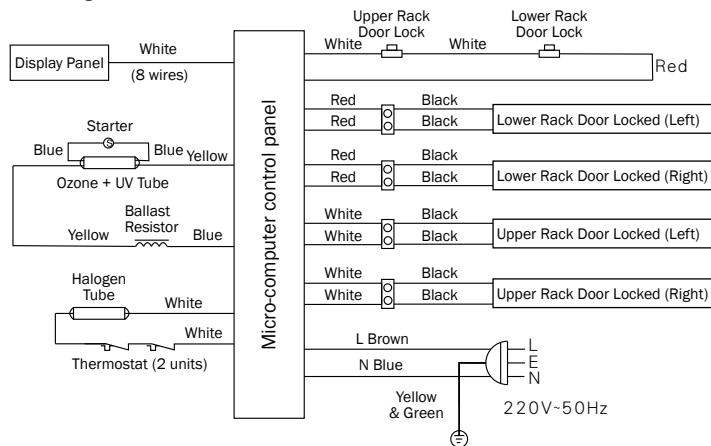 Upper Rack
Door Lock
Lower Rack
Door Lock
White
White
Red
Display Panel
White
(8 wires)
Micro-computer control panel
Red
Black
Red
Black
Lower Rack Door Locked (Left)
Starter
S
Blue
Blue
Yellow
Ozone + UV Tube
Red
Black
Red
Black
Lower Rack Door Locked (Right)
Ballast
Resistor
Yellow
Blue
White
Black
White
Black
Upper Rack Door Locked (Left)
Halogen
Tube
White
White
Thermostat (2 units)
White
Black
White
Black
Upper Rack Door Locked (Right)
L Brown
N Blue
Yellow
& Green
L
E
N
220V~50Hz